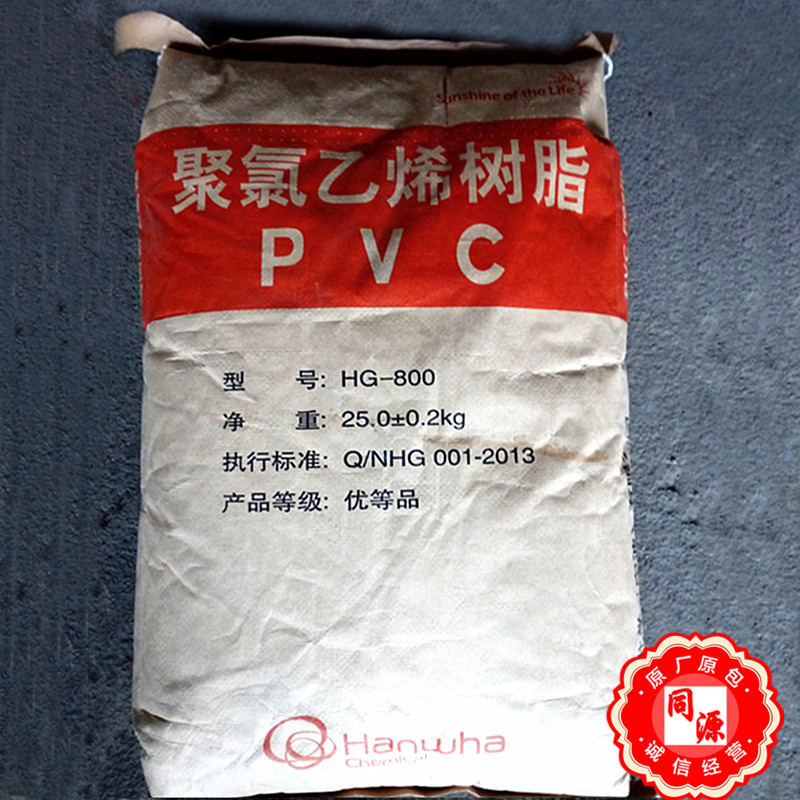 Sunshine of the Life
聚氯乙烯树脂
PVC
型 号: HG-800
净 重: 25.0±0.2kg
执行标准: Q/NHG 001-2013
产品等级: 优等品
Hanwha
Chemical
原厂原包
同源
诚信经营